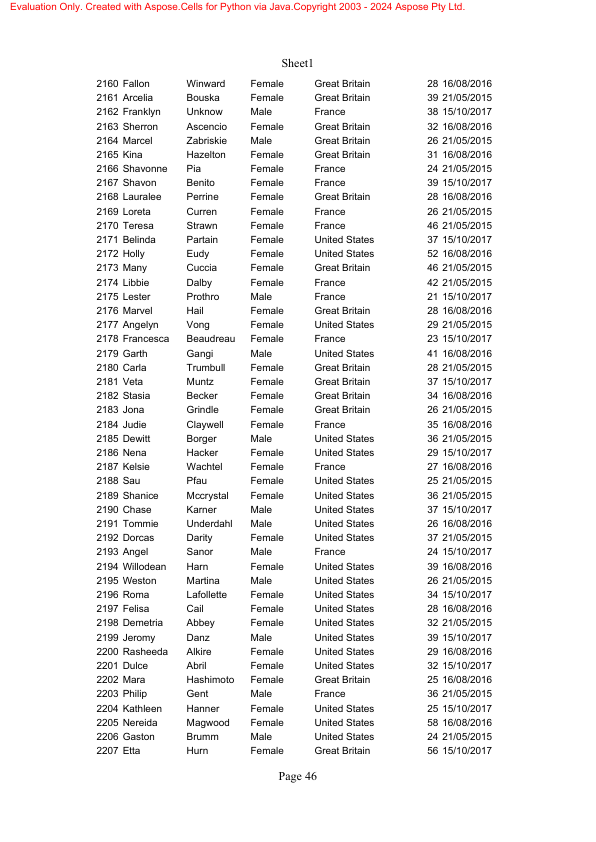 Evaluation Only. Created with Aspose.Cells for Python via Java.Copyright 2003 - 2024 Aspose Pty Ltd.
Sheet1
2160 Fallon Winward Female Great Britain 28 16/08/2016
2161 Arcelia Bouska Female Great Britain 39 21/05/2015
2162 Franklyn Unknow Male France 38 15/10/2017
2163 Sherron Ascencio Female Great Britain 32 16/08/2016
2164 Marcel Zabriskie Male Great Britain 26 21/05/2015
2165 Kina Hazelton Female Great Britain 31 16/08/2016
2166 Shavonne Pia Female France 24 21/05/2015
2167 Shavon Benito Female France 39 15/10/2017
2168 Lauralee Perrine Female Great Britain 28 16/08/2016
2169 Loreta Curren Female France 26 21/05/2015
2170 Teresa Strawn Female France 46 21/05/2015
2171 Belinda Partain Female United States 37 15/10/2017
2172 Holly Eudy Female United States 52 16/08/2016
2173 Many Cuccia Female Great Britain 46 21/05/2015
2174 Libbie Dalby Female France 42 21/05/2015
2175 Lester Prothro Male France 21 15/10/2017
2176 Marvel Hail Female Great Britain 28 16/08/2016
2177 Angelyn Vong Female United States 29 21/05/2015
2178 Francesca Beaudreau Female France 23 15/10/2017
2179 Garth Gangi Male United States 41 16/08/2016
2180 Carla Trumbull Female Great Britain 28 21/05/2015
2181 Veta Muntz Female Great Britain 37 15/10/2017
2182 Stasia Becker Female Great Britain 34 16/08/2016
2183 Jona Grindle Female Great Britain 26 21/05/2015
2184 Judie Claywell Female France 35 16/08/2016
2185 Dewitt Borger Male United States 36 21/05/2015
2186 Nena Hacker Female United States 29 15/10/2017
2187 Kelsie Wachtel Female France 27 16/08/2016
2188 Sau Pfau Female United States 25 21/05/2015
2189 Shanice Mccrystal Female United States 36 21/05/2015
2190 Chase Karner Male United States 37 15/10/2017
2191 Tommie Underdahl Male United States 26 16/08/2016
2192 Dorcas Darity Female United States 37 21/05/2015
2193 Angel Sanor Male France 24 15/10/2017
2194 Willodean Harn Female United States 39 16/08/2016
2195 Weston Martina Male United States 26 21/05/2015
2196 Roma Lafollette Female United States 34 15/10/2017
2197 Felisa Cail Female United States 28 16/08/2016
2198 Demetria Abbey Female United States 32 21/05/2015
2199 Jeromy Danz Male United States 39 15/10/2017
2200 Rasheeda Alkire Female United States 29 16/08/2016
2201 Dulce Abril Female United States 32 15/10/2017
2202 Mara Hashimoto Female Great Britain 25 16/08/2016
2203 Philip Gent Male France 36 21/05/2015
2204 Kathleen Hanner Female United States 25 15/10/2017
2205 Nereida Magwood Female United States 58 16/08/2016
2206 Gaston Brumm Male United States 24 21/05/2015
2207 Etta Hurn Female Great Britain 56 15/10/2017
Page 46